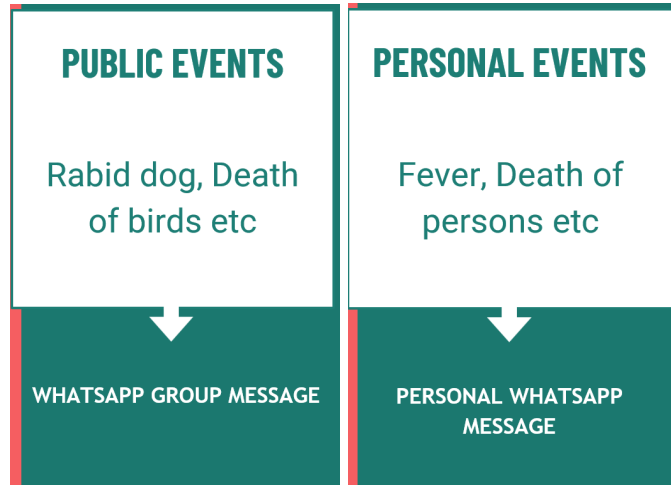 PUBLIC EVENTS
Rabid dog, Death
of birds etc
WHATSAPP GROUP MESSAGE
PERSONAL EVENTS
Fever, Death of
persons etc
PERSONAL WHATSAPP
MESSAGE